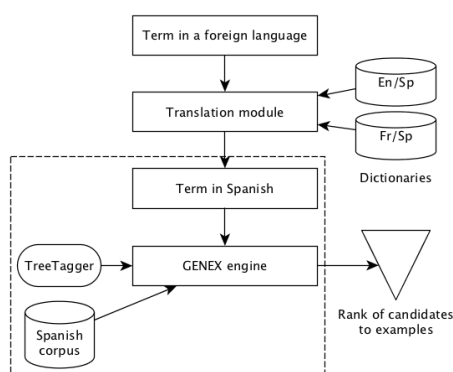 Term in a foreign language
En/Sp
Translation module
Fr/Sp
Dictionaries
Term in Spanish
TreeTagger
GENEX engine
Rank of candidates
to examples
Spanish
corpus